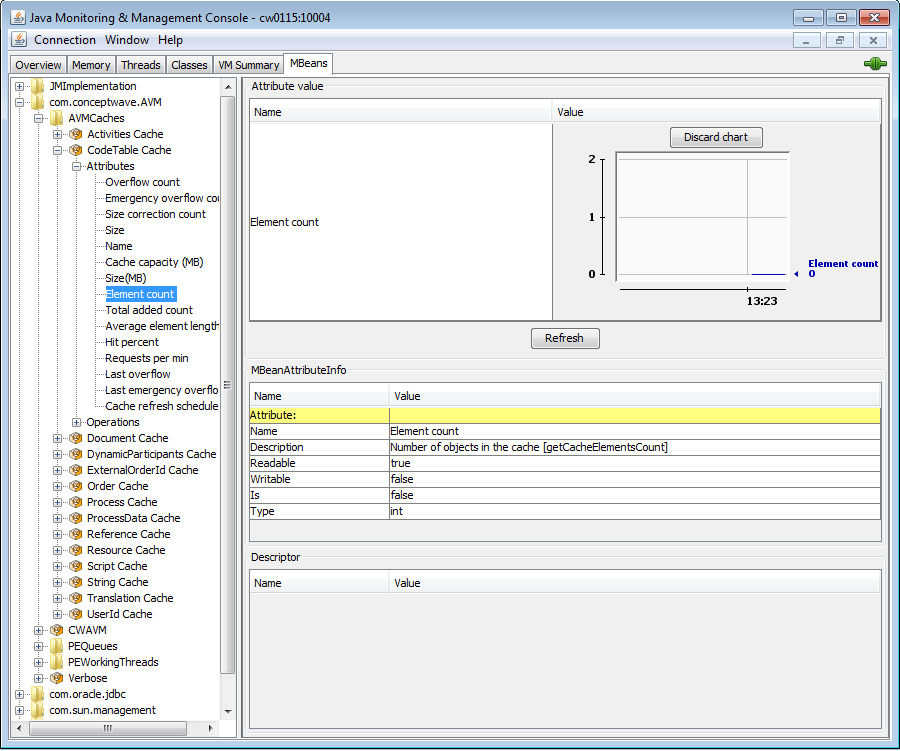 Java Monitoring & Management Console - cw0115:10004
Connection Window Help
Overview Memory Threads Classes VM Summary MBeans
JMImplementation
com.conceptwave.AVM
AVMCaches
Activities Cache
CodeTable Cache
Attributes
Overflow count
Emergency overflow cou
Size correction count
Size
Name
Cache capacity (MB)
Size(MB)
Element count
Total added count
Average element length
Hit percent
Requests per min
Last overflow
Last emergency overflo
Cache refresh schedule
Operations
Document Cache
DynamicParticipants Cache
ExternalOrderId Cache
Order Cache
Process Cache
ProcessData Cache
Reference Cache
Resource Cache
Script Cache
String Cache
Translation Cache
UserId Cache
CWAVM
PEQueues
PEWorkingThreads
Verbose
com.oracle.jdbc
com.sun.management
Attribute value
Name Value
Discard chart
2
1
0
Element count
Element count
0
13:23
Refresh
MBeanAttributeInfo
Name Value
Attribute:
Name Element count
Description Number of objects in the cache [getCacheElementsCount]
Readable true
Writable false
Is false
Type int
Descriptor
Name Value